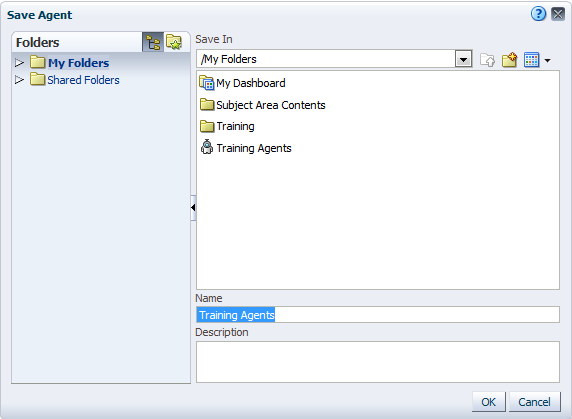 Save Agent
?
Folders
My Folders
Shared Folders
Save In
/My Folders
My Dashboard
Subject Area Contents
Training
Training Agents
Name
Training Agents
Description
OK
Cancel